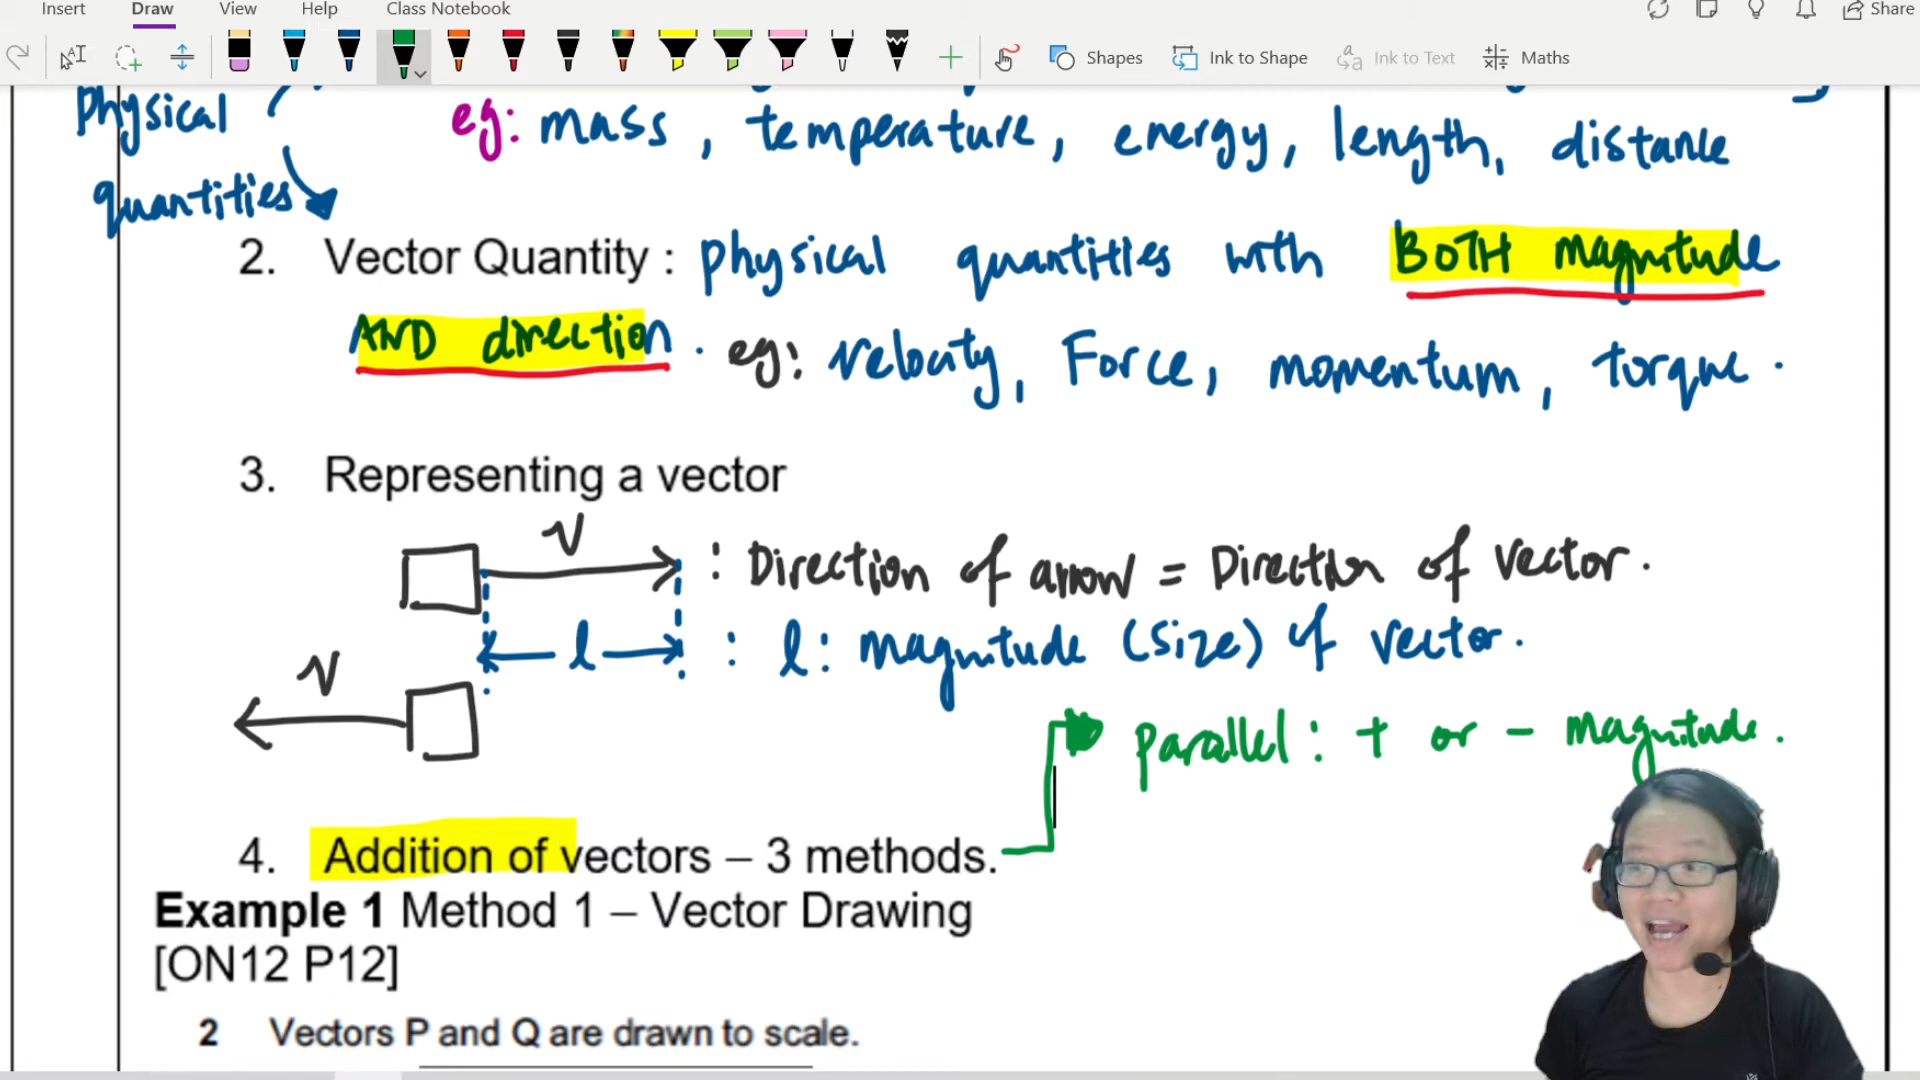 Insert Draw View Help Class Notebook Share
Shapes Ink to Shape Ink to Text Maths
Physical
quantities
eg: mass, temperature, energy, length, distance
2. Vector Quantity : physical quantities with BOTH magnitude
AND direction. eg: velocity, Force, momentum, torque.
3. Representing a vector
V
: Direction of arrow = Direction of vector.
l : l: magnitude (size) of vector.
V
parallel: + or - magnitude.
4. Addition of vectors – 3 methods.
Example 1 Method 1 – Vector Drawing
[ON12 P12]
2 Vectors P and Q are drawn to scale.